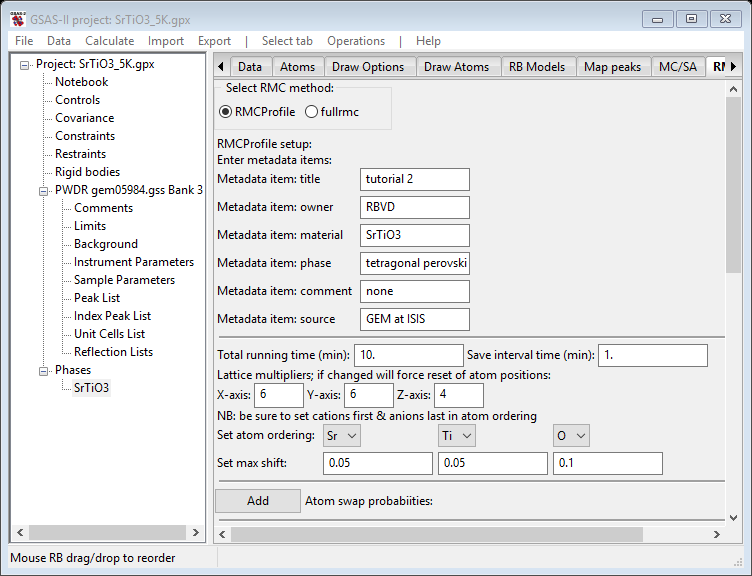 GSAS-II project: SrTiO3_5K.gpx
File Data Calculate Import Export | Select tab Operations | Help
Project: SrTiO3_5K.gpx
Notebook
Controls
Covariance
Constraints
Restraints
Rigid bodies
PWDR gem05984.gss Bank 3
Comments
Limits
Background
Instrument Parameters
Sample Parameters
Peak List
Index Peak List
Unit Cells List
Reflection Lists
Phases
SrTiO3
Data Atoms Draw Options Draw Atoms RB Models Map peaks MC/SA RM
Select RMC method:
RMCProfile fullrmc
RMCProfile setup:
Enter metadata items:
Metadata item: title tutorial 2
Metadata item: owner RBVD
Metadata item: material SrTiO3
Metadata item: phase tetragonal perovski
Metadata item: comment none
Metadata item: source GEM at ISIS
Total running time (min): 10. Save interval time (min): 1.
Lattice multipliers; if changed will force reset of atom positions:
X-axis: 6 Y-axis: 6 Z-axis: 4
NB: be sure to set cations first & anions last in atom ordering
Set atom ordering: Sr Ti O
Set max shift: 0.05 0.05 0.1
Add Atom swap probabiities:
Mouse RB drag/drop to reorder